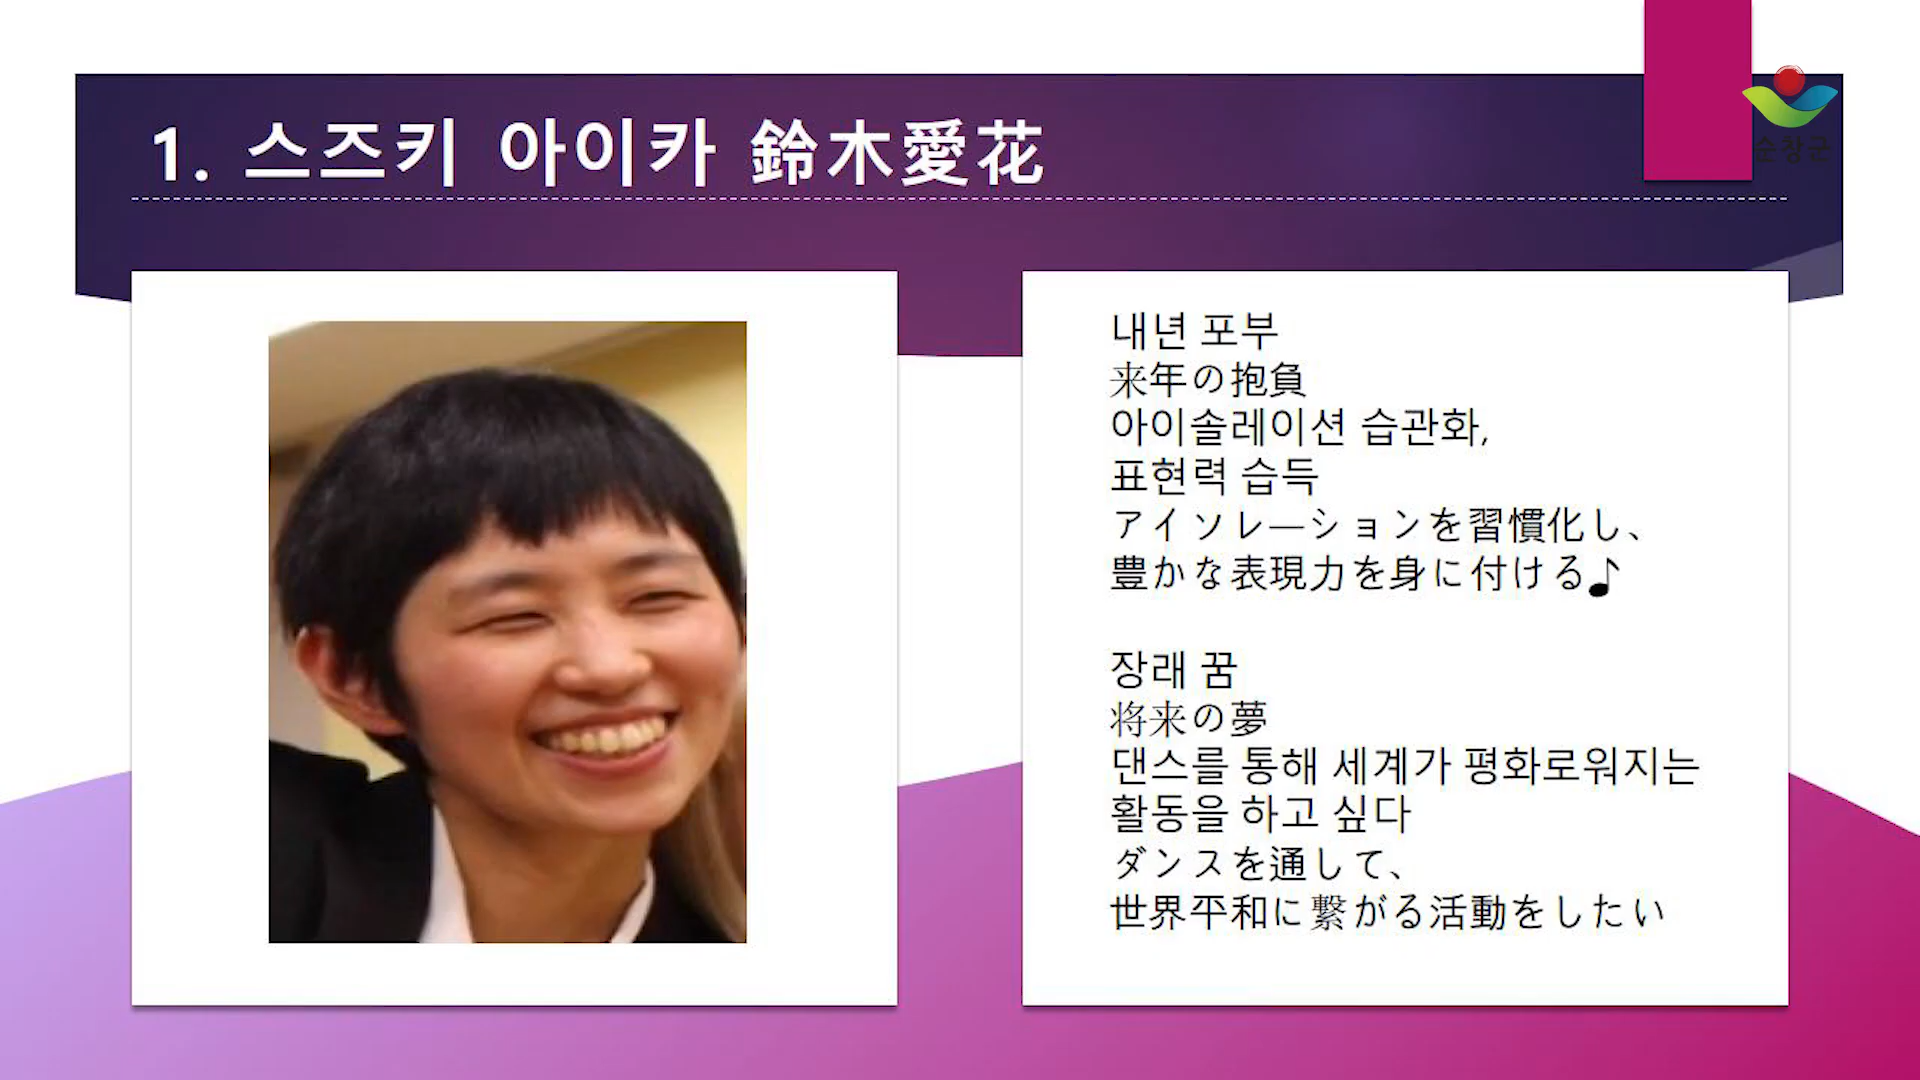 1. 스즈키 아이카 鈴木愛花
순창군
내년 포부
来年の抱負
아이솔레이션 습관화,
표현력 습득
アイソレーションを習慣化し、
豊かな表現力を身に付ける♪
장래 꿈
将来の夢
댄스를 통해 세계가 평화로워지는
활동을 하고 싶다
ダンスを通して、
世界平和に繋がる活動をしたい